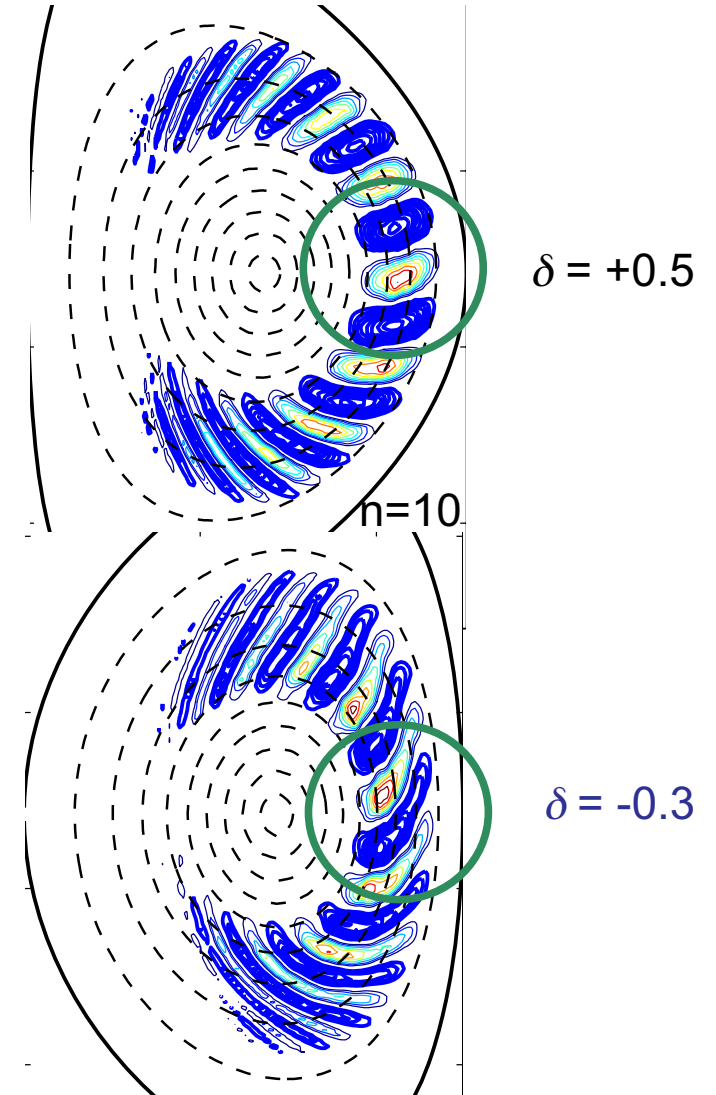 δ = +0.5
n=10
δ = -0.3